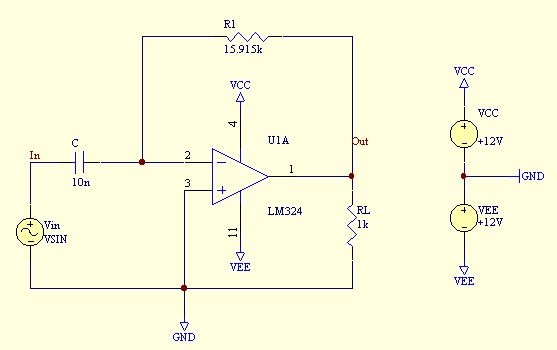 R1
15.915k
VCC
VCC
4
VCC
+12V
U1A
Out
In
C
10n
2
1
3
GND
LM324
RL
1k
VEE
+12V
Vin
VSIN
11
VEE
VEE
GND